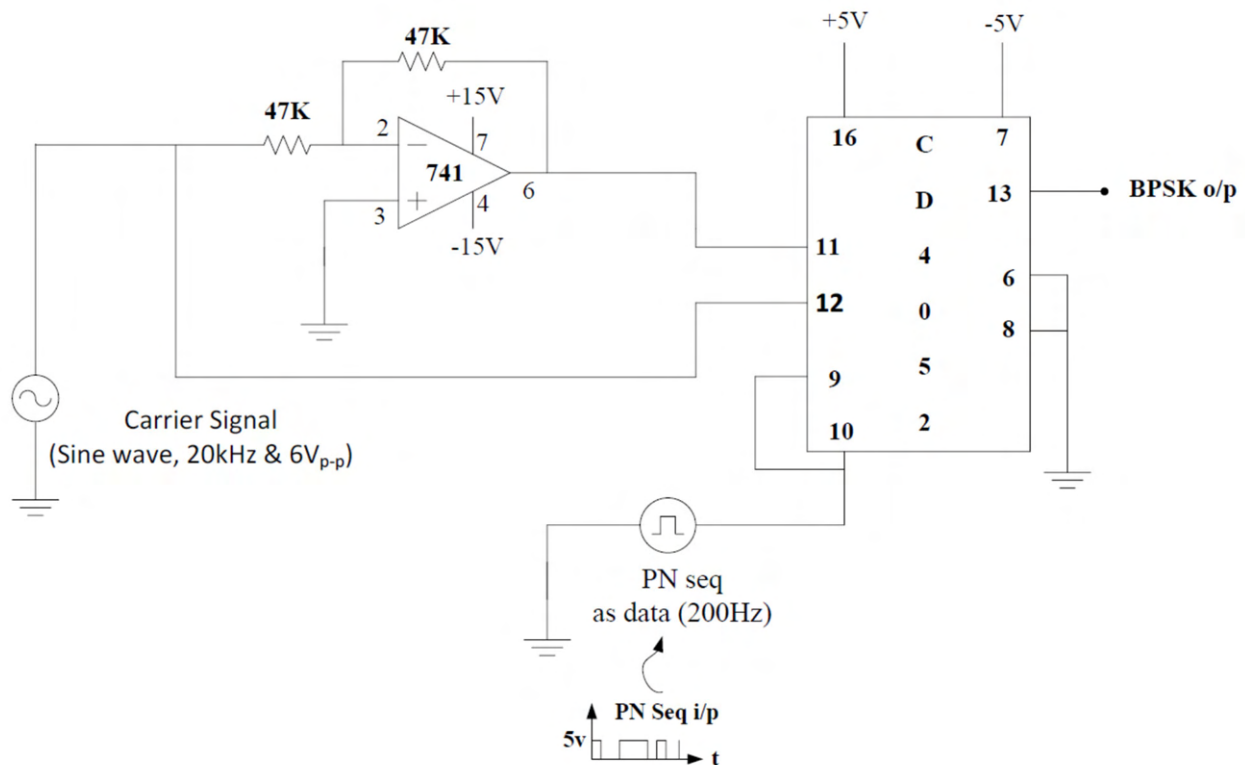 +5V
-5V
47K
47K
+15V
2
7
741
6
3
4
-15V
16
C
7
D
13
BPSK o/p
11
4
6
12
0
8
9
5
10
2
Carrier Signal
(Sine wave, 20kHz & 6Vp-p)
PN seq
as data (200Hz)
PN Seq i/p
5v
t